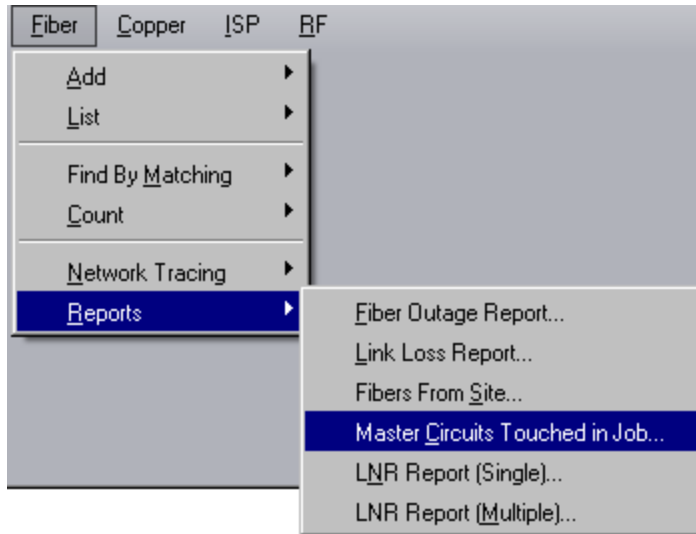 Fiber Copper ISP RF
Add
List
Find By Matching
Count
Network Tracing
Reports
Fiber Outage Report...
Link Loss Report...
Fibers From Site...
Master Circuits Touched in Job...
LNR Report (Single)...
LNR Report (Multiple)...